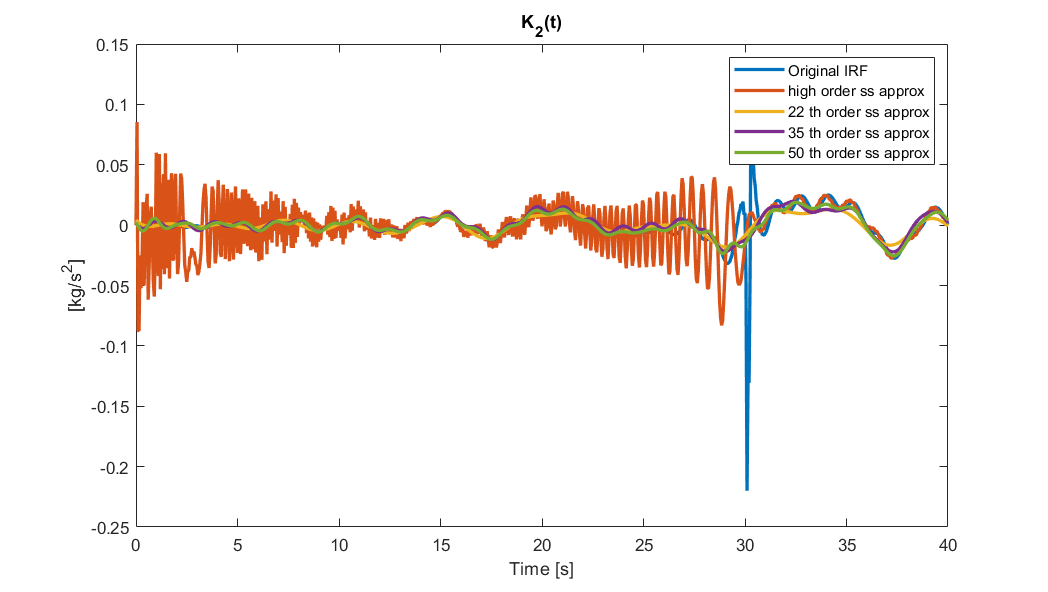 K2(t)
0.15
0.1
0.05
0
-0.05
-0.1
-0.15
-0.2
-0.25
[kg/s2]
Original IRF
high order ss approx
22 th order ss approx
35 th order ss approx
50 th order ss approx
0 5 10 15 20 25 30 35 40
Time [s]